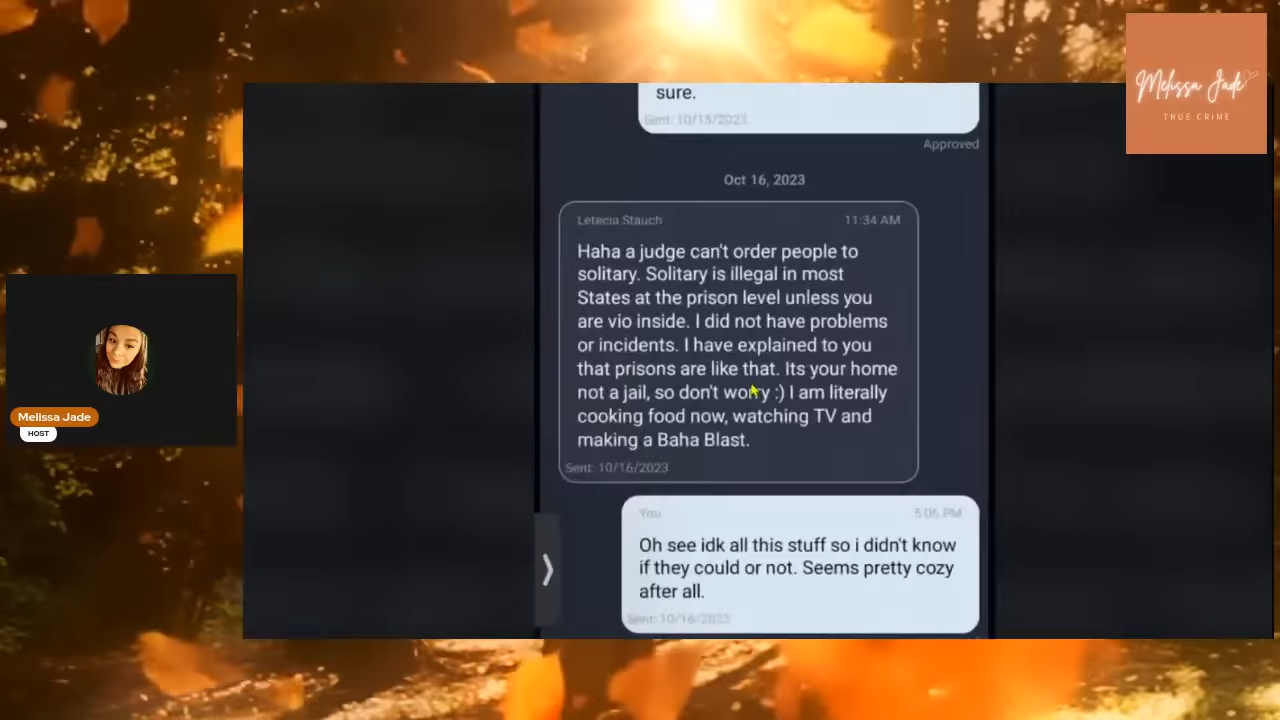 Melissa Jade
TRUE CRIME
sure.
Sent: 10/15/2023
Approved
Oct 16, 2023
Letecia Stauch
11:34 AM
Haha a judge can't order people to
solitary. Solitary is illegal in most
States at the prison level unless you
are vio inside. I did not have problems
or incidents. I have explained to you
that prisons are like that. Its your home
not a jail, so don't worry :) I am literally
cooking food now, watching TV and
making a Baha Blast.
Sent: 10/16/2023
You
5:06 PM
Oh see idk all this stuff so i didn't know
if they could or not. Seems pretty cozy
after all.
Sent: 10/16/2023
Melissa Jade
HOST